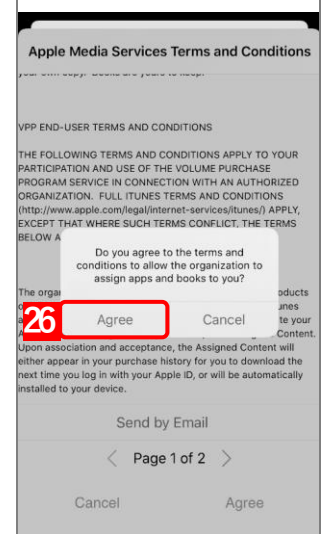 Apple Media Services Terms and Conditions
VPP END-USER TERMS AND CONDITIONS
THE FOLLOWING TERMS AND CONDITIONS APPLY TO YOUR
PARTICIPATION AND USE OF THE VOLUME PURCHASE
PROGRAM SERVICE IN CONNECTION WITH AN AUTHORIZED
ORGANIZATION. FULL ITUNES TERMS AND CONDITIONS
(http://www.apple.com/legal/internet-services/itunes/) APPLY,
EXCEPT THAT WHERE SUCH TERMS CONFLICT, THE TERMS
BELOW A
Do you agree to the terms and
conditions to allow the organization to
assign apps and books to you?
The orga
oducts
unes
26
Agree
Cancel
te your
Content.
Upon association and acceptance, the Assigned Content will
either appear in your purchase history for you to download the
next time you log in with your Apple ID, or will be automatically
installed to your device.
Send by Email
< Page 1 of 2 >
Cancel
Agree